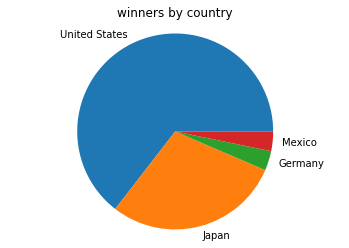 winners by country
United States
Mexico
Germany
Japan